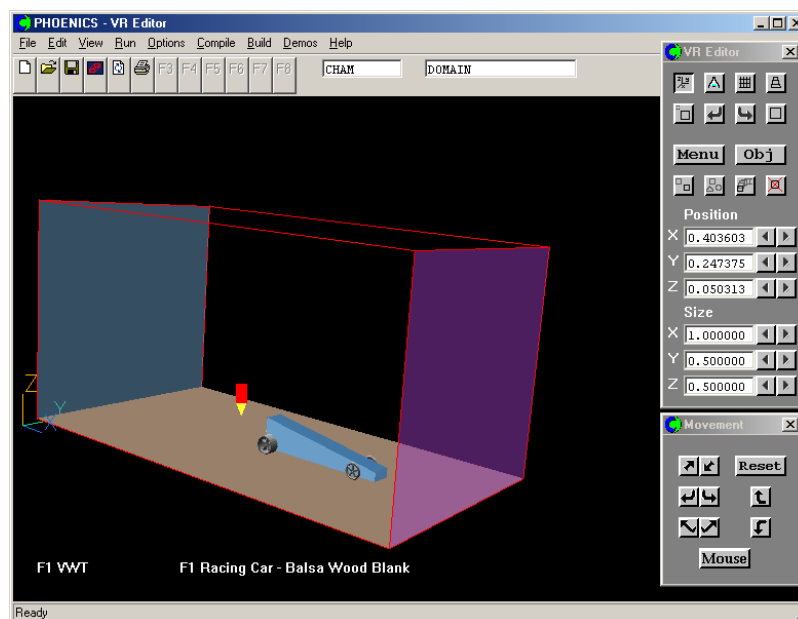 PHOENICS - VR Editor
File Edit View Run Options Compile Build Demos Help
F3 F4 F5 F6 F7 F8 CHAM DOMAIN
VR Editor
Menu Obj
Position
X 0.403603
Y 0.247375
Z 0.050313
Size
X 1.000000
Y 0.500000
Z 0.500000
Movement
Reset
Mouse
Z
Y
X
F1 VWT F1 Racing Car - Balsa Wood Blank
Ready